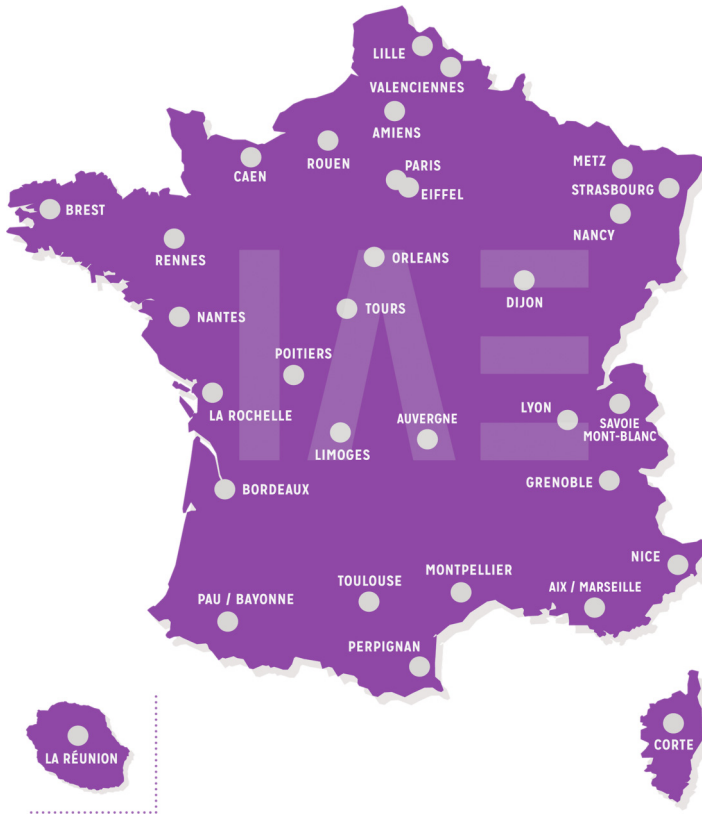 LILLE
VALENCIENNES
AMIENS
ROUEN
CAEN
PARIS
EIFFEL
METZ
STRASBOURG
NANCY
BREST
RENNES
ORLEANS
DIJON
NANTES
TOURS
IAE
POITIERS
LA ROCHELLE
LIMOGES
AUVERGNE
LYON
SAVOIE
MONT-BLANC
GRENOBLE
BORDEAUX
NICE
AIX / MARSEILLE
MONTPELLIER
TOULOUSE
PAU / BAYONNE
PERPIGNAN
LA RÉUNION
CORTE